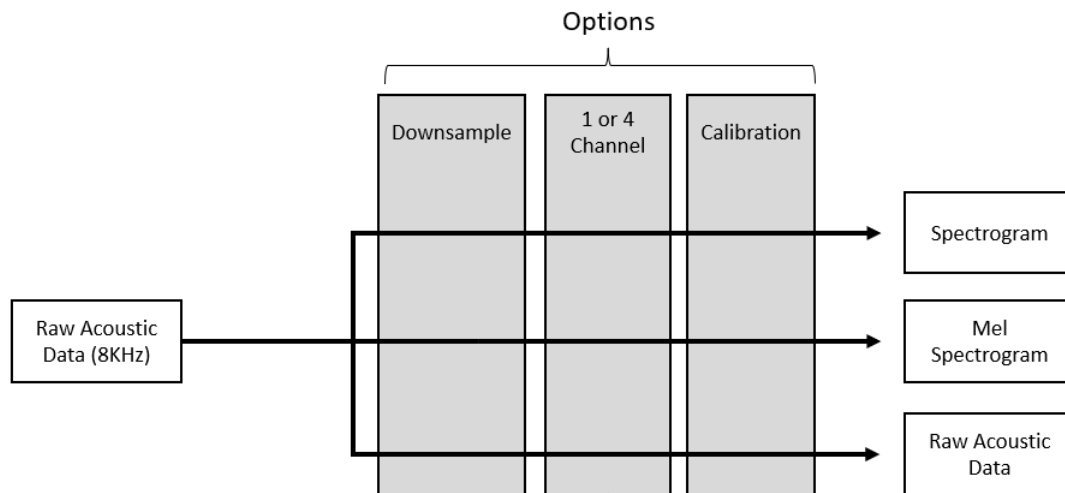 Options
Downsample
1 or 4
Channel
Calibration
Spectrogram
Raw Acoustic
Data (8KHz)
Mel
Spectrogram
Raw Acoustic
Data